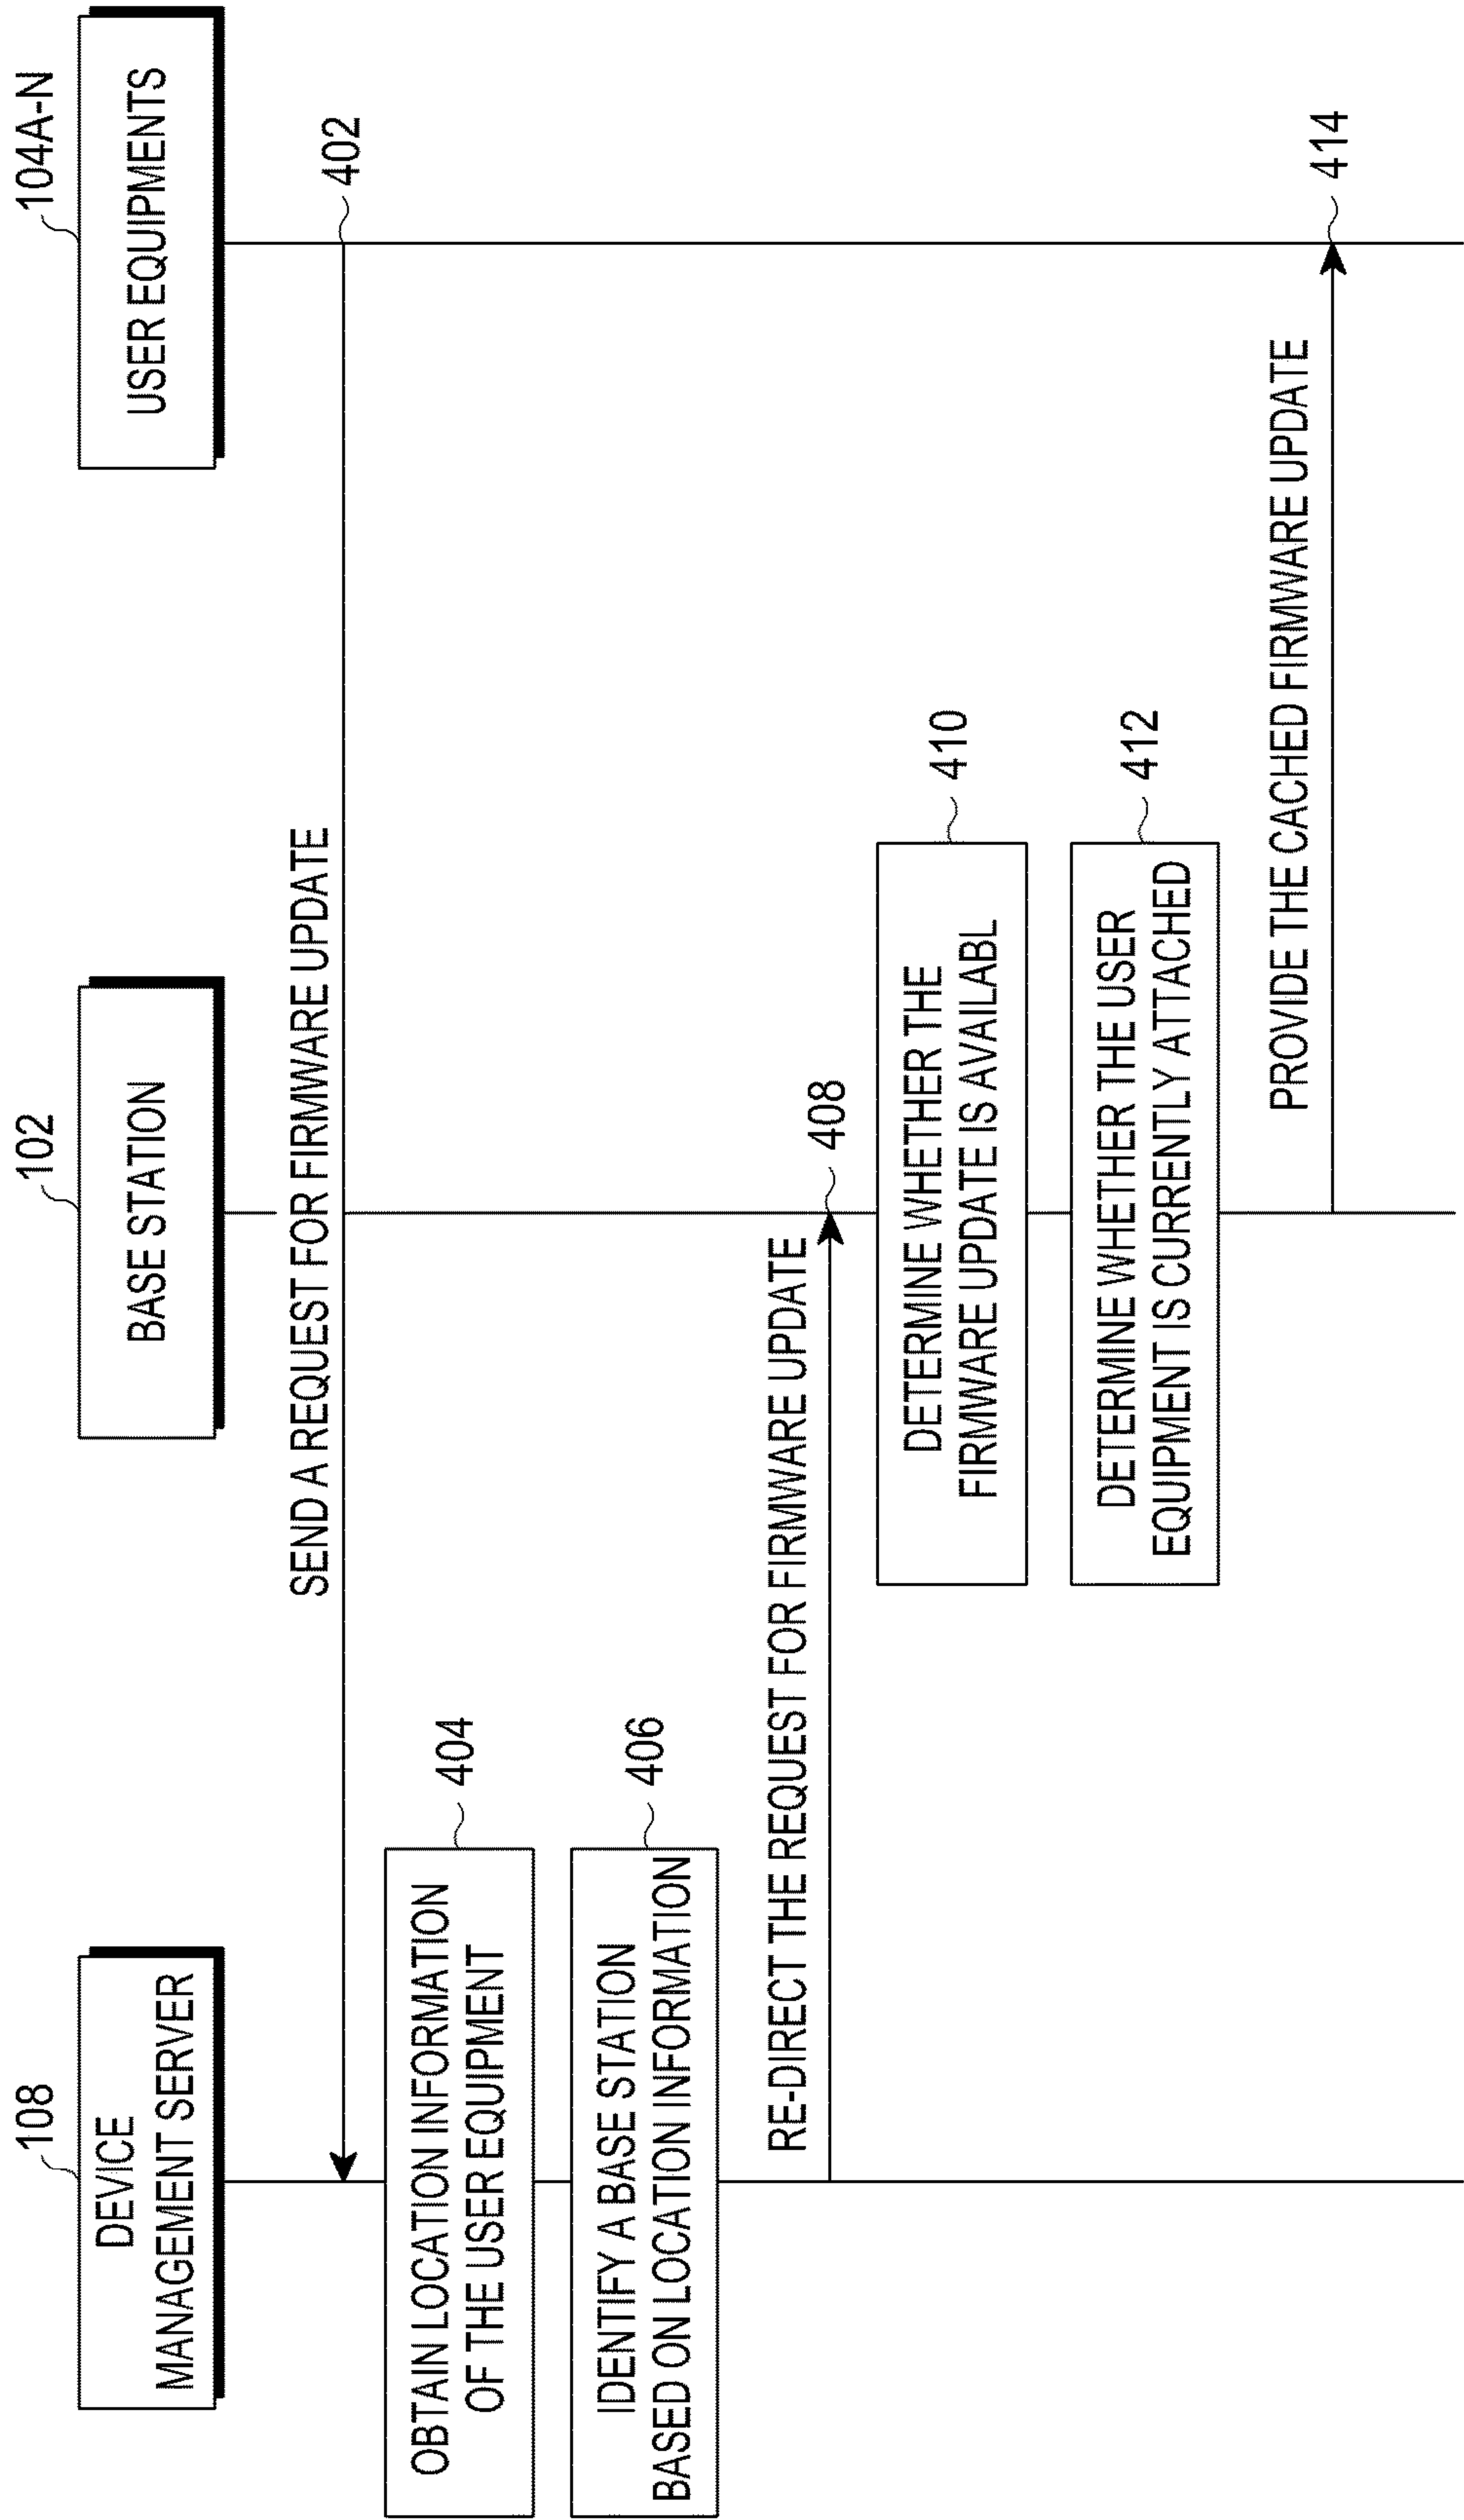 108
DEVICE
MANAGEMENT SERVER
102
BASE STATION
104A-N
USER EQUIPMENTS
SEND A REQUEST FOR FIRMWARE UPDATE
402
OBTAIN LOCATION INFORMATION
OF THE USER EQUIPMENT
404
IDENTIFY A BASE STATION
BASED ON LOCATION INFORMATION
406
RE-DIRECT THE REQUEST FOR FIRMWARE UPDATE
408
DETERMINE WHETHER THE
FIRMWARE UPDATE IS AVAILABL
410
DETERMINE WHETHER THE USER
EQUIPMENT IS CURRENTLY ATTACHED
412
PROVIDE THE CACHED FIRMWARE UPDATE
414